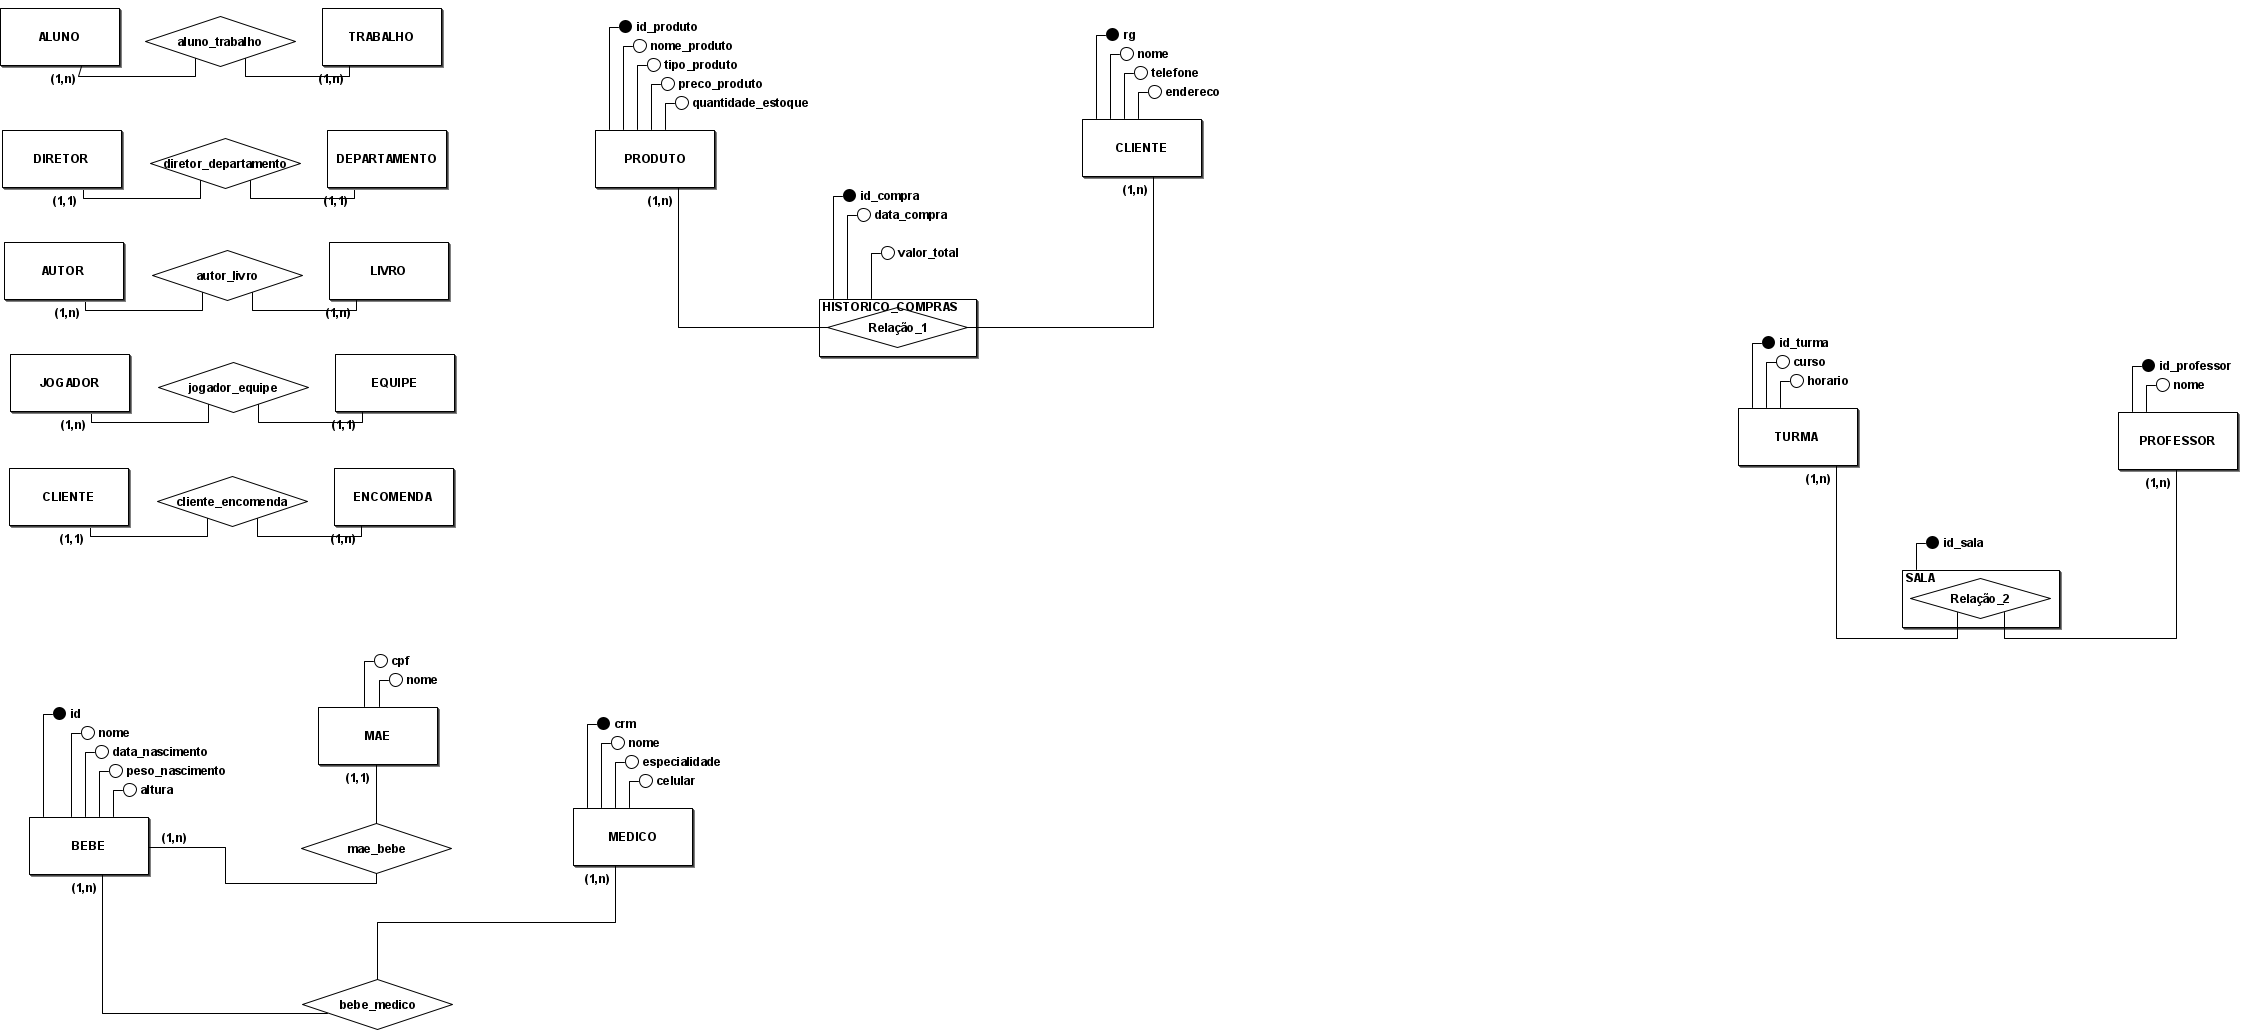 ALUNO
aluno_trabalho
TRABALHO
(1,n)
(1,n)
DIRETOR
diretor_departamento
DEPARTAMENTO
(1,1)
(1,1)
AUTOR
autor_livro
LIVRO
(1,n)
(1,n)
JOGADOR
jogador_equipe
EQUIPE
(1,n)
(1,1)
CLIENTE
cliente_encomenda
ENCOMENDA
(1,1)
(1,n)
id_produto
nome_produto
tipo_produto
preco_produto
quantidade_estoque
PRODUTO
(1,n)
rg
nome
telefone
endereco
CLIENTE
(1,n)
id_compra
data_compra
valor_total
HISTORICO_COMPRAS
Relação_1
id_turma
curso
horario
TURMA
(1,n)
id_professor
nome
PROFESSOR
(1,n)
id_sala
SALA
Relação_2
cpf
nome
MAE
(1,1)
id
nome
data_nascimento
peso_nascimento
altura
BEBE
(1,n)
(1,n)
mae_bebe
crm
nome
especialidade
celular
MEDICO
(1,n)
bebe_medico